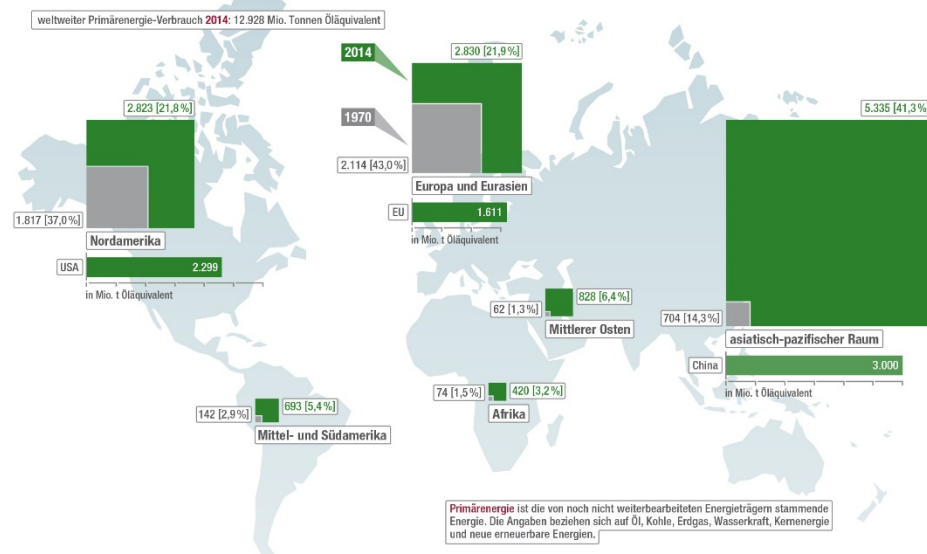 weltweiter Primärenergie-Verbrauch 2014: 12.928 Mio. Tonnen Öläquivalent
2014
2.830 [21,9%]
1970
2.114 [43,0%]
Europa und Eurasien
EU
1.611
in Mio. t Öläquivalent
2.823 [21,8%]
1.817 [37,0%]
Nordamerika
USA
2.299
in Mio. t Öläquivalent
5.335 [41,3%
704 [14,3%]
asiatisch-pazifischer Raum
China
3.000
in Mio. t Öläquivalent
828 [6,4%]
62 [1,3%]
Mittlerer Osten
74 [1,5%]
420 [3,2%]
Afrika
693 [5,4%]
142 [2,9%]
Mittel- und Südamerika
Primärenergie ist die von noch nicht weiterbearbeiteten Energieträgern stammende
Energie. Die Angaben beziehen sich auf Öl, Kohle, Erdgas, Wasserkraft, Kernenergie
und neue erneuerbare Energien.